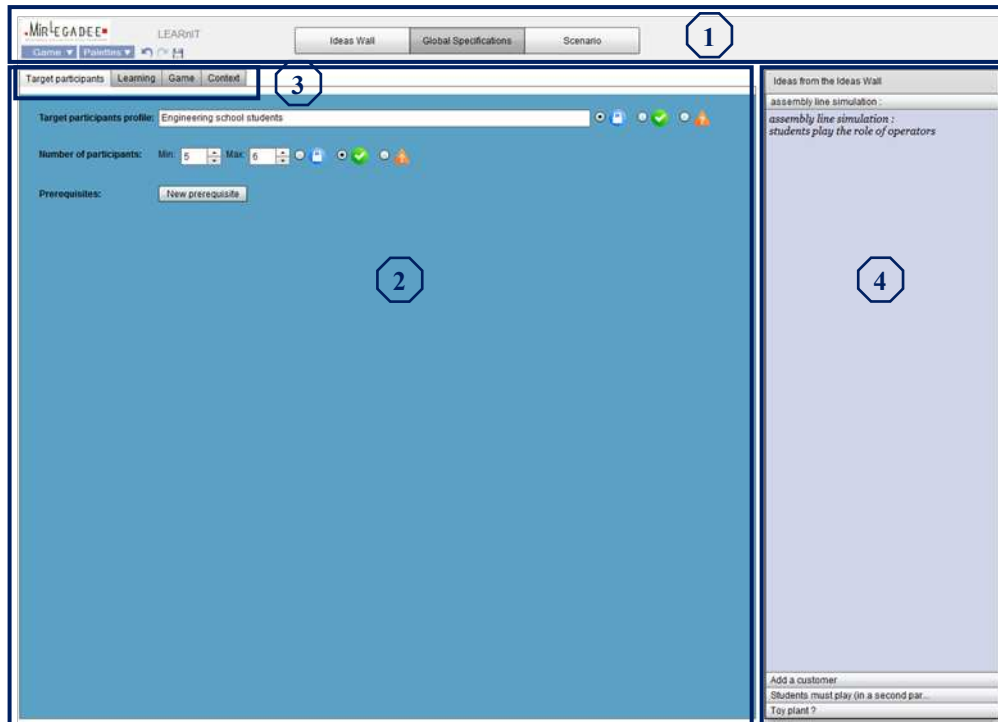 MIRLEGADEE
LEARNIT
Game
Ideas Wall
Global Specifications
Scenario
1
Target participants
Learning
Game
Context
3
Target participants profile: Engineering school students
Number of participants: Min: 5 Max: 6
Prerequisites: New prerequisite
2
Ideas from the Ideas Wall
assembly line simulation :
assembly line simulation :
students play the role of operators
4
Add a customer
Students must play (in a second par...
Toy plant ?